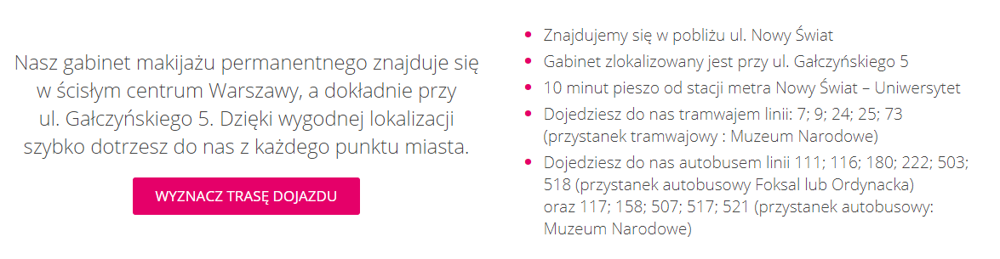 Nasz gabinet makijażu permanentnego znajduje się
w ścisłym centrum Warszawy, a dokładnie przy
ul. Gałczyńskiego 5. Dzięki wygodnej lokalizacji
szybko dotrzesz do nas z każdego punktu miasta.
WYZNACZ TRASĘ DOJAZDU
• Znajdujemy się w pobliżu ul. Nowy Świat
• Gabinet zlokalizowany jest przy ul. Gałczyńskiego 5
• 10 minut pieszo od stacji metra Nowy Świat – Uniwersytet
• Dojedziesz do nas tramwajem linii: 7; 9; 24; 25; 73
(przystanek tramwajowy : Muzeum Narodowe)
• Dojedziesz do nas autobusem linii 111; 116; 180; 222; 503;
518 (przystanek autobusowy Foksal lub Ordynacka)
oraz 117; 158; 507; 517; 521 (przystanek autobusowy:
Muzeum Narodowe)